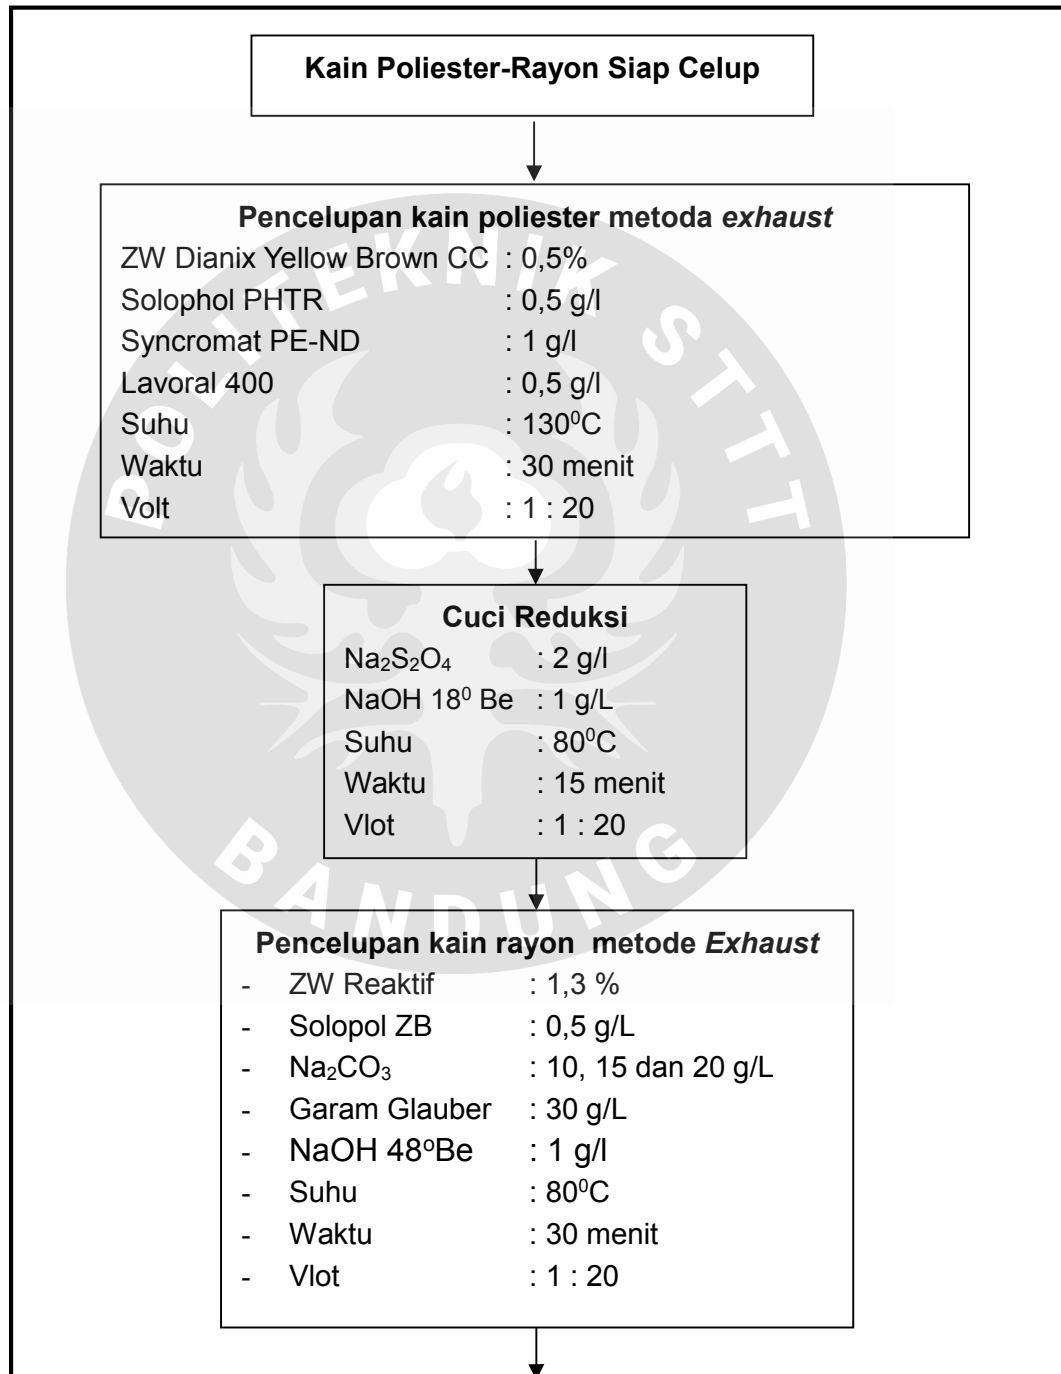 Kain Poliester-Rayon Siap Celup
Pencelupan kain poliester metoda exhaust
ZW Dianix Yellow Brown CC : 0,5%
Solophol PHTR : 0,5 g/l
Syncromat PE-ND : 1 g/l
Lavoral 400 : 0,5 g/l
Suhu : 130⁰C
Waktu : 30 menit
Volt : 1 : 20
Cuci Reduksi
Na₂S₂O₄ : 2 g/l
NaOH 18⁰ Be : 1 g/L
Suhu : 80⁰C
Waktu : 15 menit
Vlot : 1 : 20
Pencelupan kain rayon metode Exhaust
- ZW Reaktif : 1,3 %
- Solopol ZB : 0,5 g/L
- Na₂CO₃ : 10, 15 dan 20 g/L
- Garam Glauber : 30 g/L
- NaOH 48ᵒBe : 1 g/l
- Suhu : 80⁰C
- Waktu : 30 menit
- Vlot : 1 : 20
POLITEKNIK STTT
BANDUNG